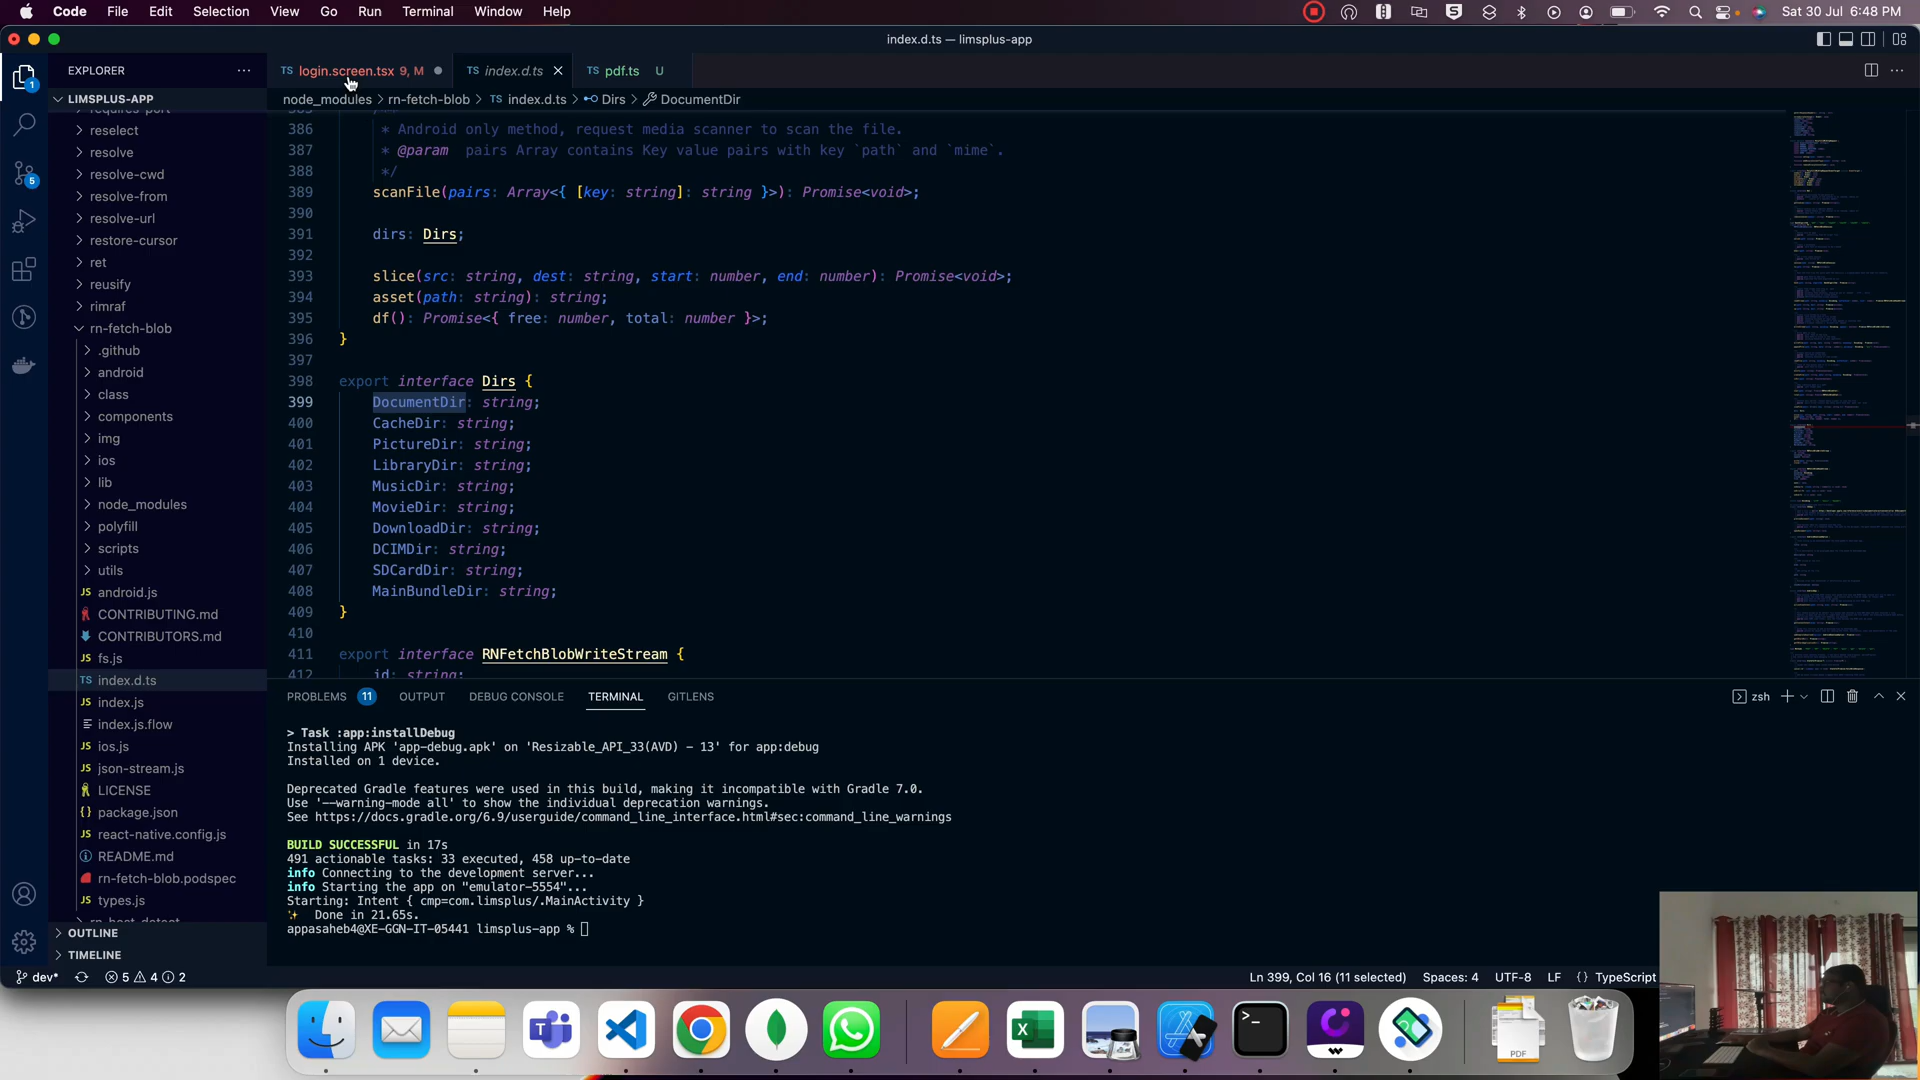 Code File Edit Selection View Go Run Terminal Window Help
Sat 30 Jul 6:48 PM
index.d.ts — limsplus-app
EXPLORER
login.screen.tsx 9, M
TS index.d.ts
TS pdf.ts U
LIMSPLUS-APP
node_modules > rn-fetch-blob > TS index.d.ts > Dirs > DocumentDir
reselect
resolve
resolve-cwd
resolve-from
resolve-url
restore-cursor
ret
reusify
rimraf
rn-fetch-blob
.github
android
class
components
img
ios
lib
node_modules
polyfill
scripts
utils
JS android.js
CONTRIBUTING.md
CONTRIBUTORS.md
JS fs.js
TS index.d.ts
JS index.js
index.js.flow
JS ios.js
JS json-stream.js
LICENSE
{} package.json
JS react-native.config.js
README.md
rn-fetch-blob.podspec
JS types.js
OUTLINE
TIMELINE
386 * Android only method, request media scanner to scan the file.
387 * @param pairs Array contains Key value pairs with key `path` and `mime`.
388 */
389 scanFile(pairs: Array<{ [key: string]: string }>): Promise<void>;
390
391 dirs: Dirs;
392
393 slice(src: string, dest: string, start: number, end: number): Promise<void>;
394 asset(path: string): string;
395 df(): Promise<{ free: number, total: number }>;
396 }
397
398 export interface Dirs {
399 DocumentDir: string;
400 CacheDir: string;
401 PictureDir: string;
402 LibraryDir: string;
403 MusicDir: string;
404 MovieDir: string;
405 DownloadDir: string;
406 DCIMDir: string;
407 SDCardDir: string;
408 MainBundleDir: string;
409 }
410
411 export interface RNFetchBlobWriteStream {
412 id: string;
PROBLEMS 11 OUTPUT DEBUG CONSOLE TERMINAL GITLENS
zsh
> Task :app:installDebug
Installing APK 'app-debug.apk' on 'Resizable_API_33(AVD) - 13' for app:debug
Installed on 1 device.
Deprecated Gradle features were used in this build, making it incompatible with Gradle 7.0.
Use '--warning-mode all' to show the individual deprecation warnings.
See https://docs.gradle.org/6.9/userguide/command_line_interface.html#sec:command_line_warnings
BUILD SUCCESSFUL in 17s
491 actionable tasks: 33 executed, 458 up-to-date
info Connecting to the development server...
info Starting the app on "emulator-5554"...
Starting: Intent { cmp=com.limsplus/.MainActivity }
Done in 21.65s.
appasaheb4@XE-GGN-IT-05441 limsplus-app %
dev* 5 4 2
Ln 399, Col 16 (11 selected) Spaces: 4 UTF-8 LF {} TypeScript
PDF